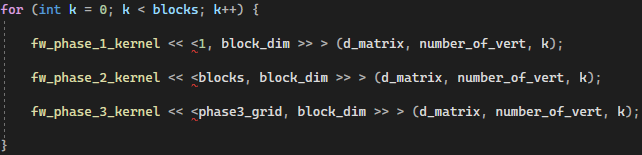 for (int k = 0; k < blocks; k++) {
fw_phase_1_kernel << <1, block_dim >> > (d_matrix, number_of_vert, k);
fw_phase_2_kernel << <blocks, block_dim >> > (d_matrix, number_of_vert, k);
fw_phase_3_kernel << <phase3_grid, block_dim >> > (d_matrix, number_of_vert, k);
}